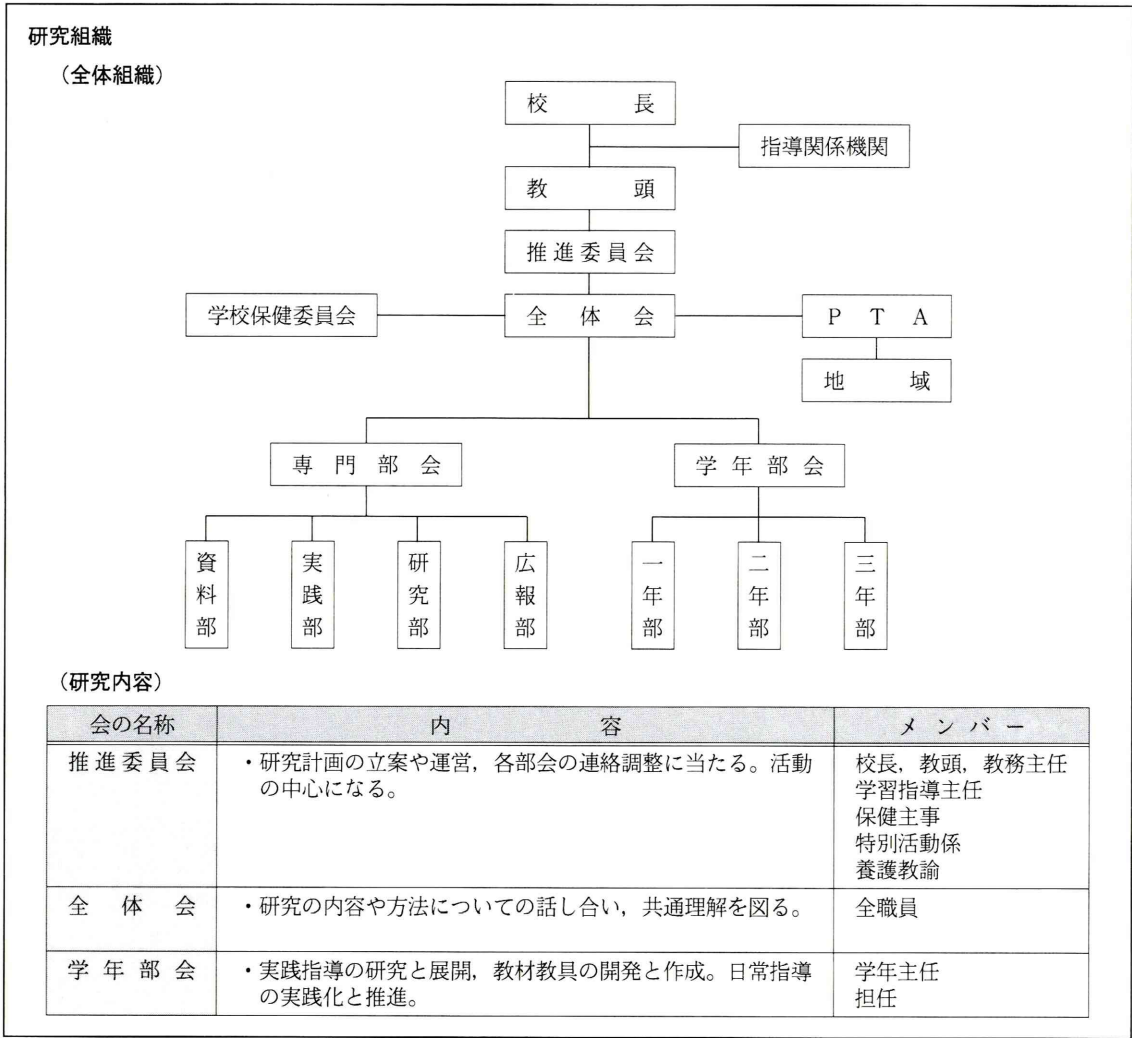 研究組織
（全体組織）
校長
指導関係機関
教頭
推進委員会
学校保健委員会
全体会
PTA
地域
専門部会
学年部会
資料部
実践部
研究部
広報部
一年部
二年部
三年部
（研究内容）
会の名称 内容 メンバー
推進委員会 ・研究計画の立案や運営，各部会の連絡調整に当たる。活動 校長，教頭，教務主任
の中心になる。 学習指導主任
保健主事
特別活動係
養護教諭
全体会 ・研究の内容や方法についての話し合い，共通理解を図る。 全職員
学年部会 ・実践指導の研究と展開，教材教具の開発と作成。日常指導 学年主任
の実践化と推進。 担任